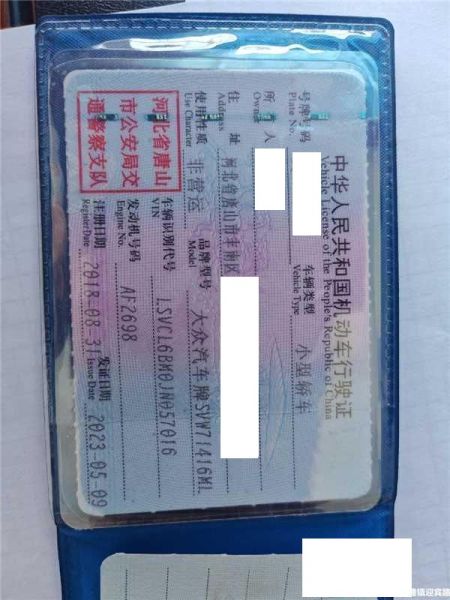 中华人民共和国机动车行驶证
Vehicle License of the People's Republic of China
号牌号码
Plate No.
车辆类型 小型轿车
Vehicle Type
所有人
Owner
住址 河北省唐山市丰南区
Address
使用性质 非营运
Use Character
品牌型号 大众汽车牌SVW71416ML
Model
河北省唐山
市公安局交
通警察支队
车辆识别代号 LSVCL6BM0JN057016
VIN
发动机号码 AF2698
Engine No.
注册日期 2018-08-31
Register Date
发证日期 2023-05-09
Issue Date